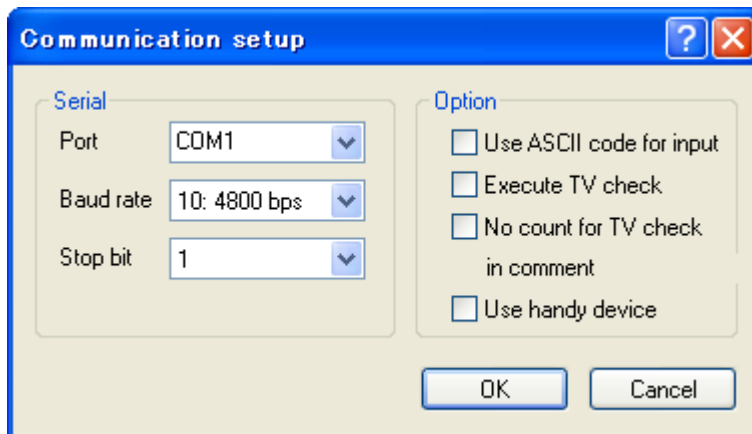 Communication setup
Serial
Port
COM1
Baud rate
10: 4800 bps
Stop bit
1
Option
Use ASCII code for input
Execute TV check
No count for TV check
in comment
Use handy device
OK
Cancel